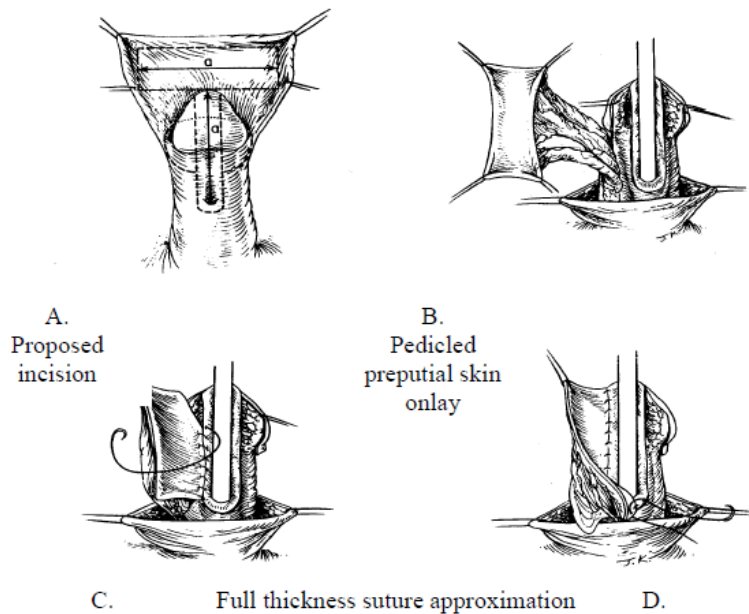 a
a
J.K.
A.
Proposed
incision
B.
Pedicled
preputial skin
onlay
J.K.
C.
Full thickness suture approximation
D.